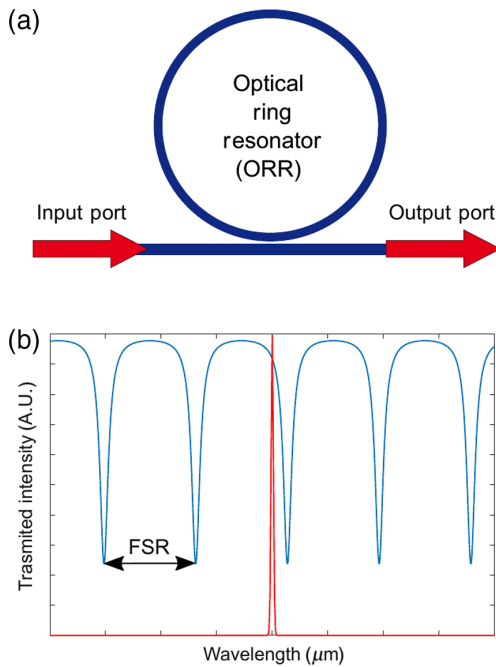 (a)
Optical
ring
resonator
(ORR)
Input port
Output port
(b)
Trasmited intensity (A.U.)
FSR
Wavelength (μm)